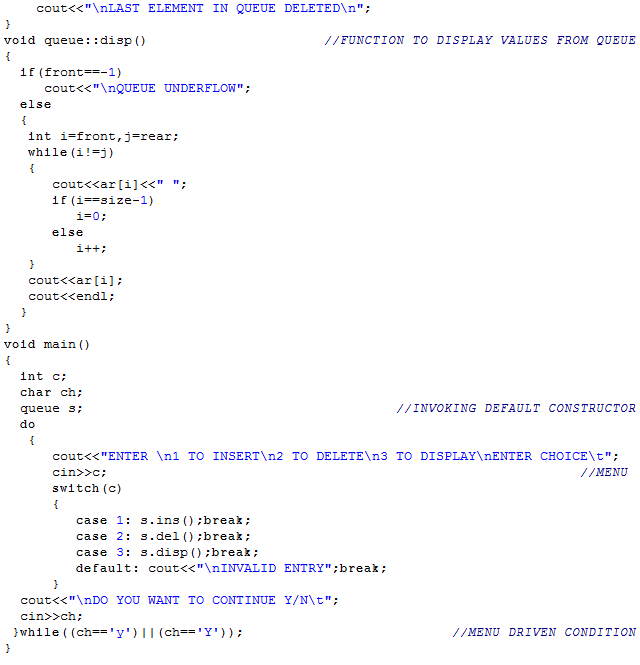 cout<<"\nLAST ELEMENT IN QUEUE DELETED\n";
}
void queue::disp()                      //FUNCTION TO DISPLAY VALUES FROM QUEUE
{
  if(front==-1)
     cout<<"\nQUEUE UNDERFLOW";
  else
  {
   int i=front,j=rear;
   while(i!=j)
   {
      cout<<ar[i]<<" ";
      if(i==size-1)
         i=0;
      else
         i++;
   }
   cout<<ar[i];
   cout<<endl;
  }
}
void main()
{
  int c;
  char ch;
  queue s;                                       //INVOKING DEFAULT CONSTRUCTOR
  do
   {
      cout<<"ENTER \n1 TO INSERT\n2 TO DELETE\n3 TO DISPLAY\nENTER CHOICE\t";
      cin>>c;                                                           //MENU
      switch(c)
      {
         case 1: s.ins();break;
         case 2: s.del();break;
         case 3: s.disp();break;
         default: cout<<"\nINVALID ENTRY";break;
      }
  cout<<"\nDO YOU WANT TO CONTINUE Y/N\t";
  cin>>ch;
 }while((ch=='y')||(ch=='Y'));                          //MENU DRIVEN CONDITION
}